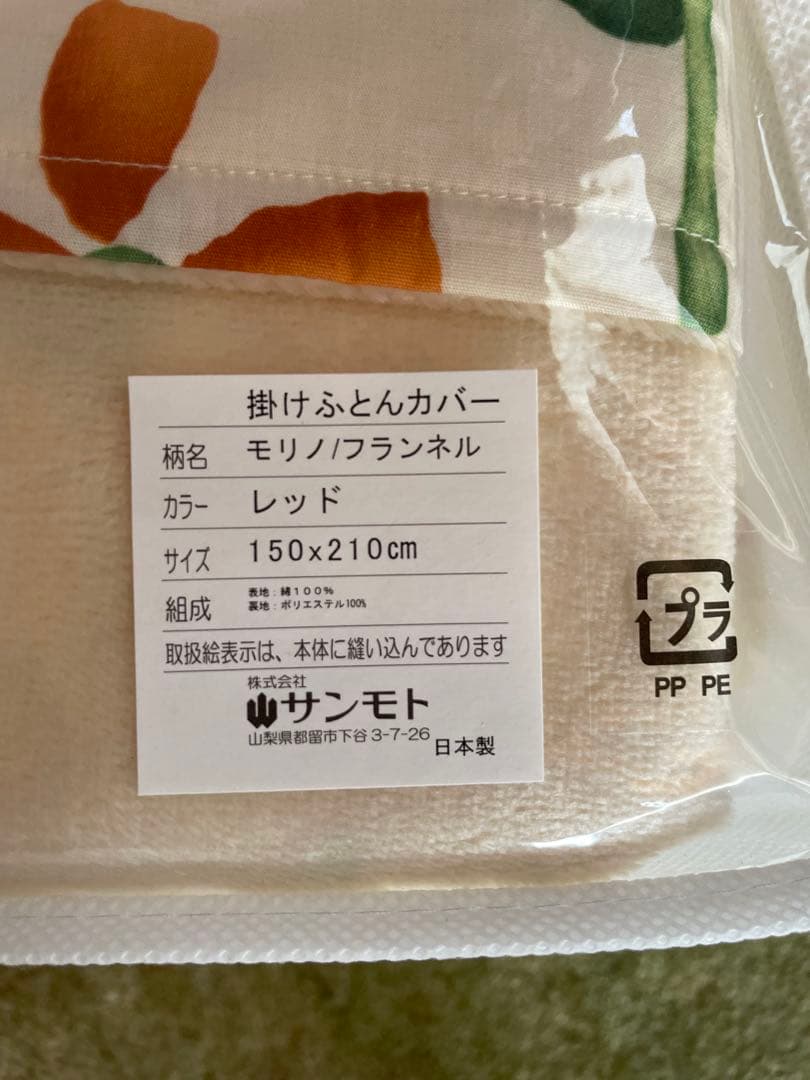 掛けふとんカバー
柄名 モリノ/フランネル
カラー レッド
サイズ 150x210cm
組成 表地:綿100%
裏地:ポリエステル100%
取扱絵表示は、本体に縫い込んであります
株式会社
サンモト
山梨県都留市下谷3-7-26
日本製
プラ
PP PE